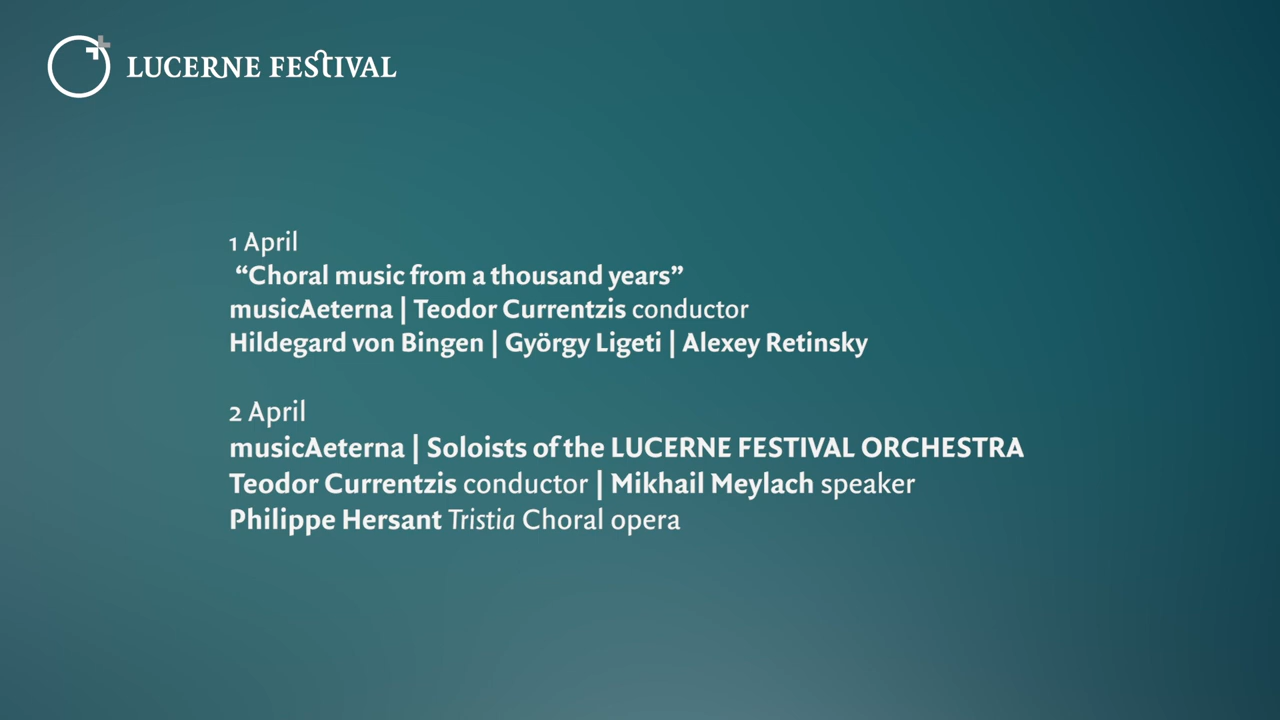 LUCERNE FESTIVAL
1 April
“Choral music from a thousand years”
musicAeterna | Teodor Currentzis conductor
Hildegard von Bingen | György Ligeti | Alexey Retinsky
2 April
musicAeterna | Soloists of the LUCERNE FESTIVAL ORCHESTRA
Teodor Currentzis conductor | Mikhail Meylach speaker
Philippe Hersant Tristia Choral opera